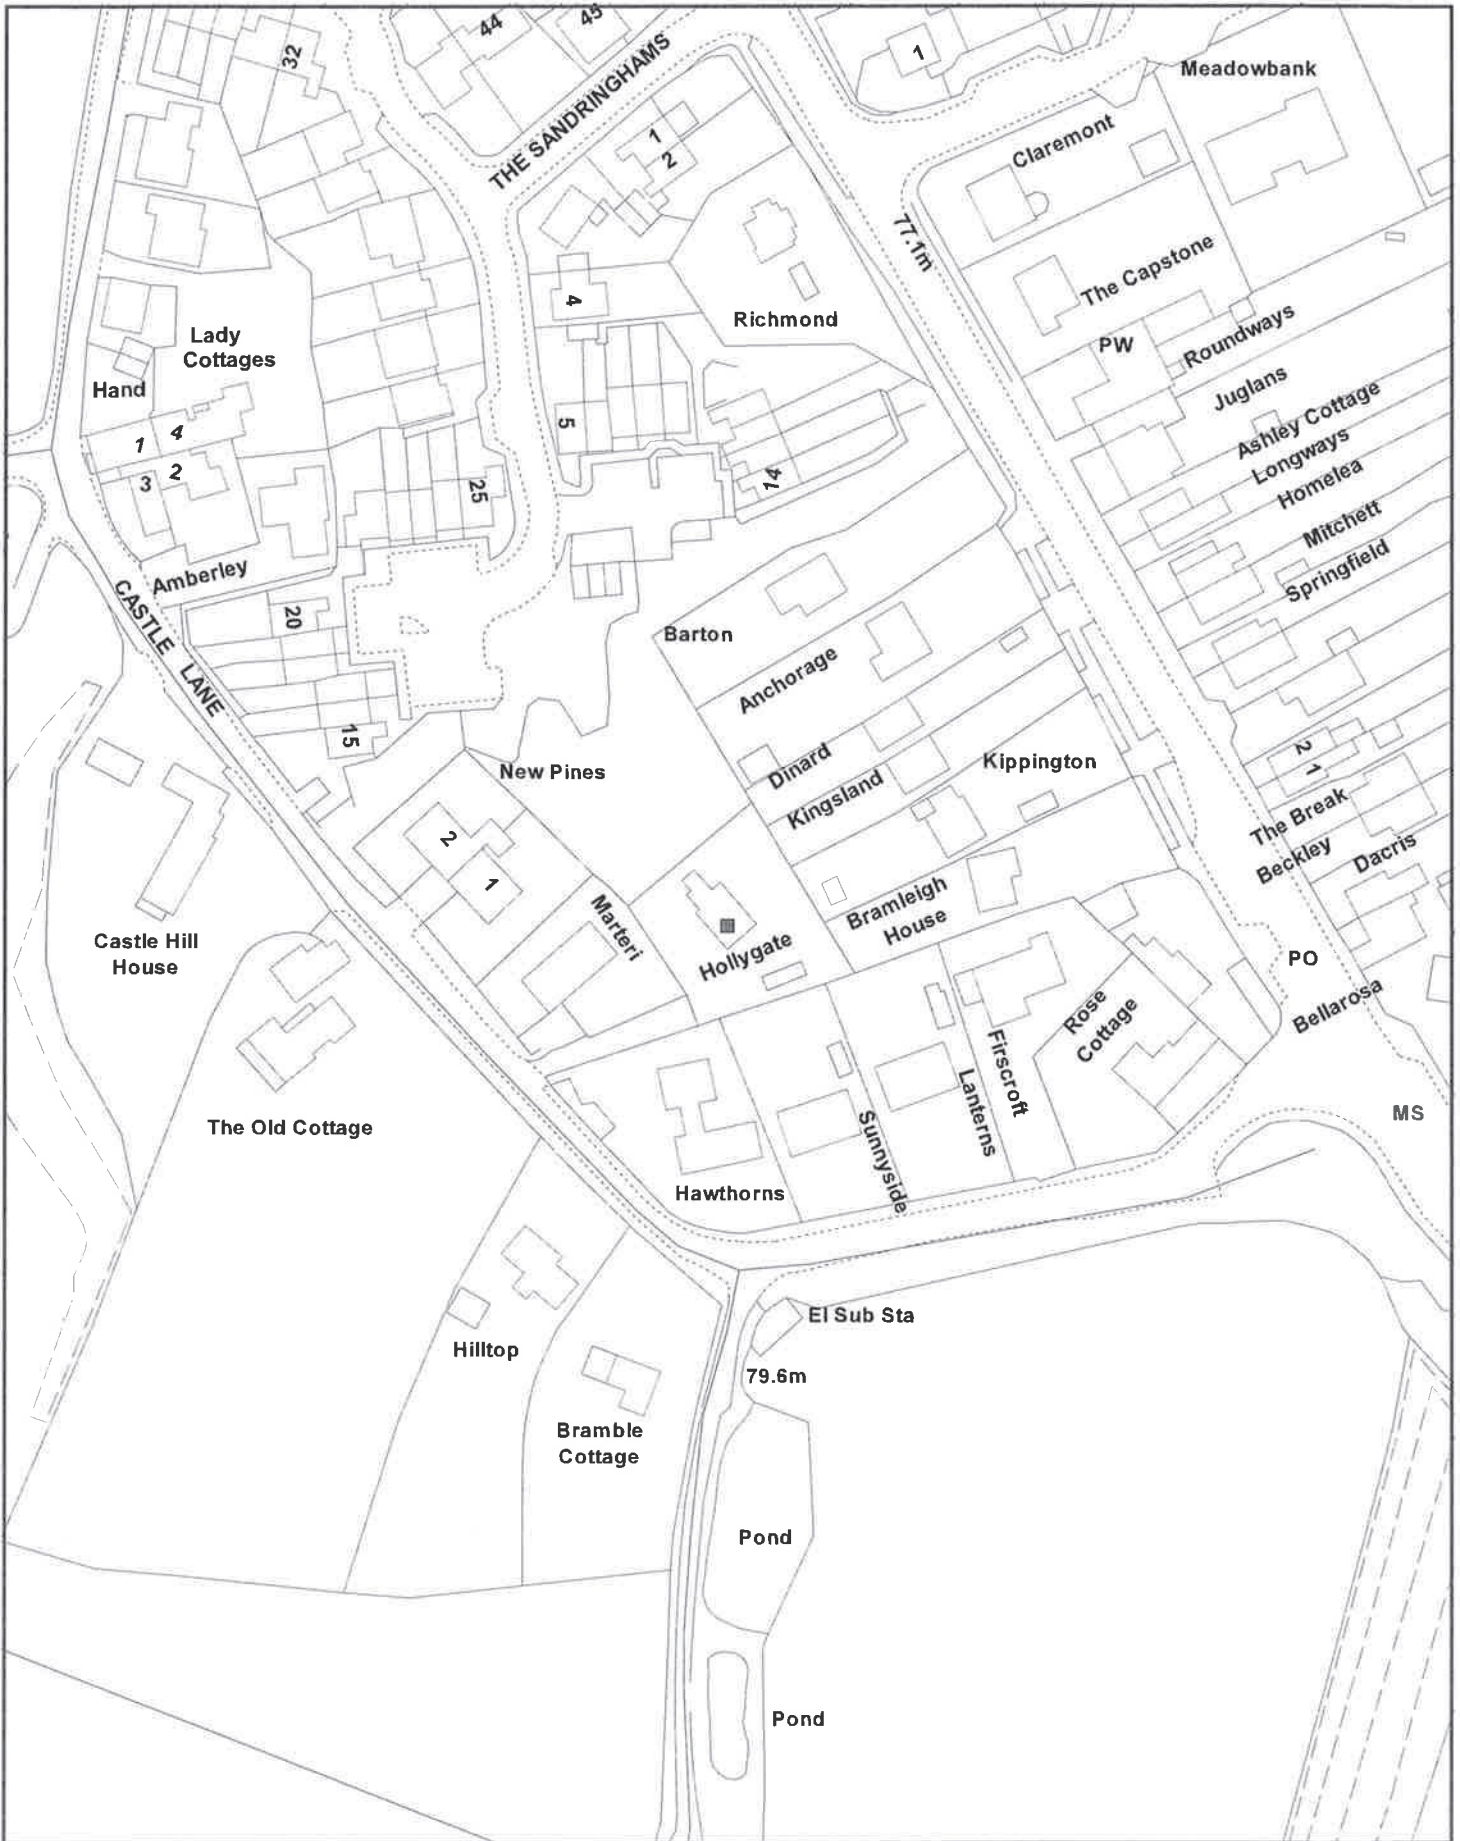 44
45
32
1
Meadowbank
THE SANDRINGHAMS
Claremont
1
2
77.1m
The Capstone
4
Richmond
Lady
Cottages
PW
Roundways
Hand
Juglans
Ashley Cottage
5
1
4
Longways
Homelea
2
3
25
14
Mitchett
Springfield
Amberley
CASTLE LANE
20
Barton
Anchorage
15
2
1
New Pines
Dinard
Kippington
Kingsland
The Break
2
Beckley
Dacris
1
Marteri
Bramleigh
House
Castle Hill
House
Hollygate
PO
Bellarosa
Rose
Cottage
Firscroft
Lanterns
The Old Cottage
MS
Sunnyside
Hawthorns
El Sub Sta
Hilltop
79.6m
Bramble
Cottage
Pond
Pond